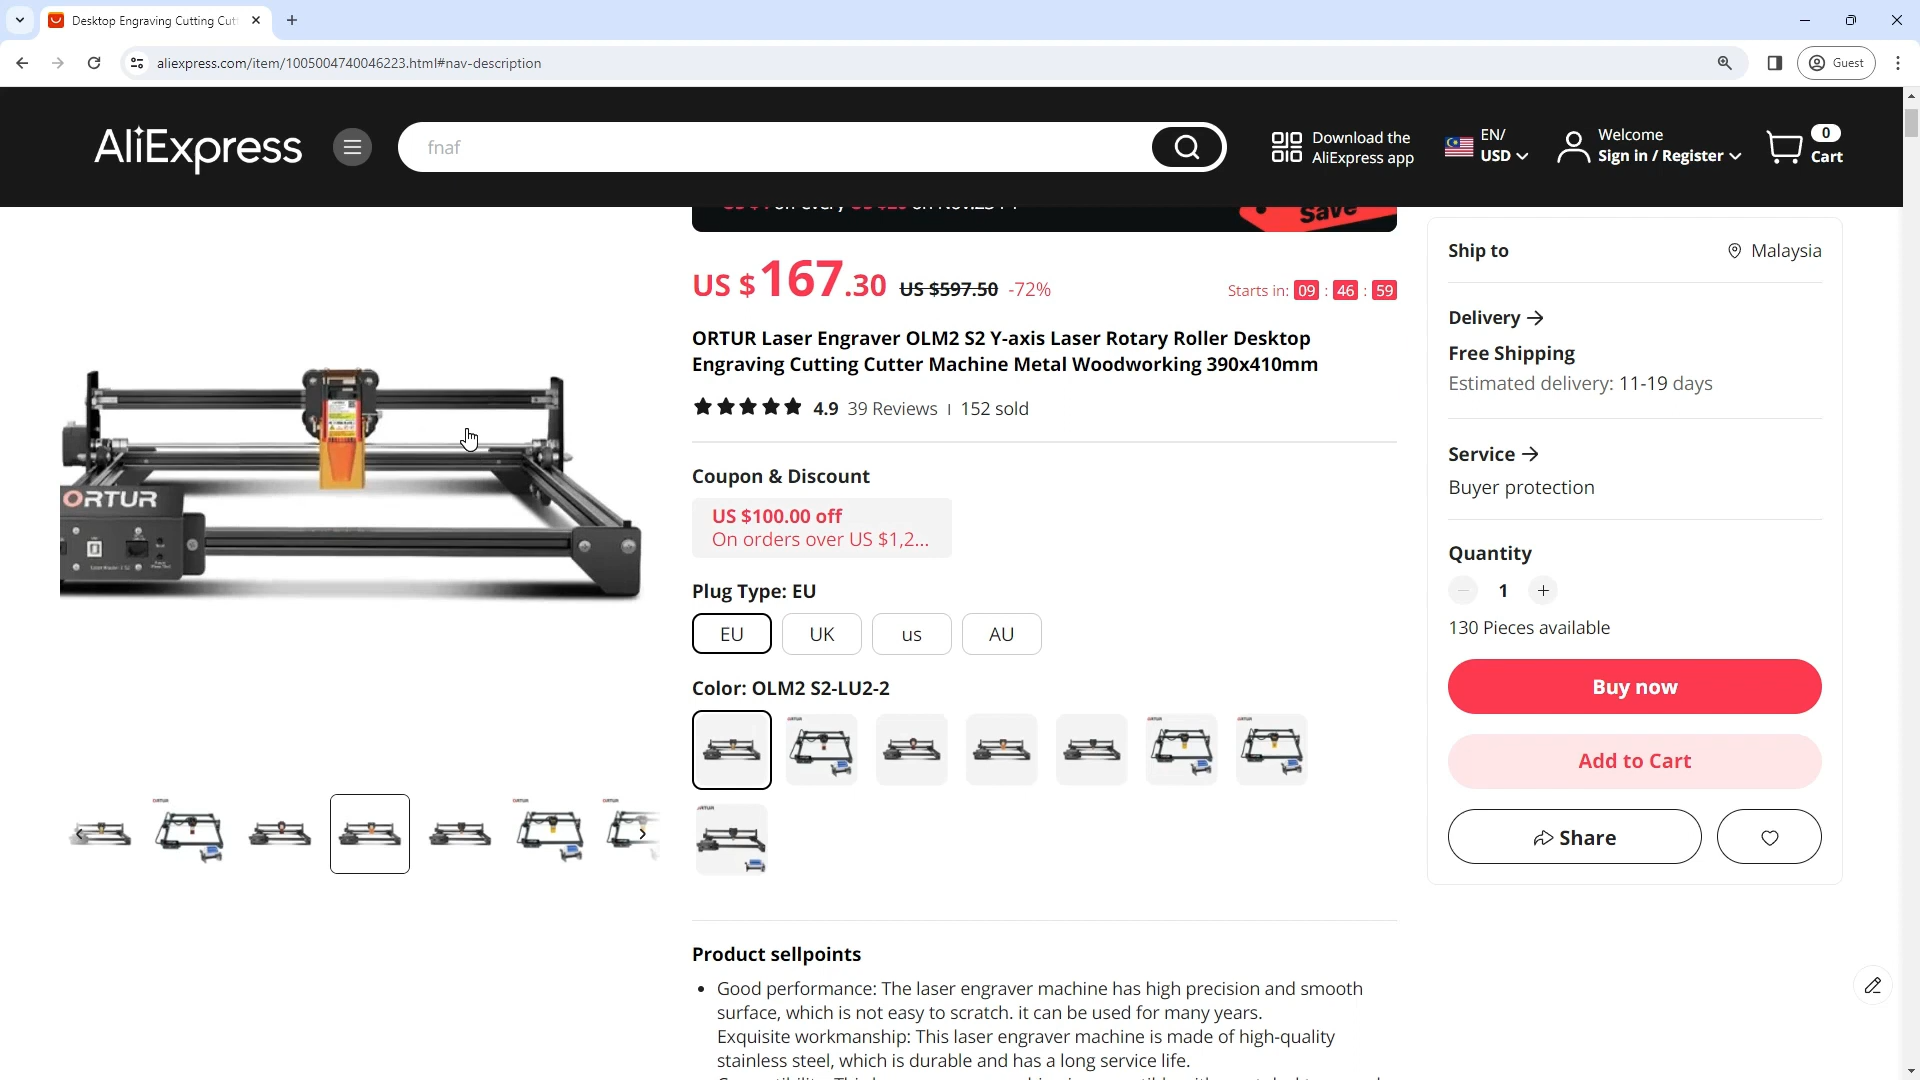 Desktop Engraving Cutting Cut
aliexpress.com/item/1005004740046223.html#nav-description
Guest
AliExpress
fnaf
Download the
AliExpress app
EN/
USD
Welcome
Sign in / Register
0
Cart
Save
US $167.30 US $597.50 -72%
Starts in: 09 : 46 : 59
ORTUR Laser Engraver OLM2 S2 Y-axis Laser Rotary Roller Desktop
Engraving Cutting Cutter Machine Metal Woodworking 390x410mm
4.9 39 Reviews 152 sold
Coupon & Discount
US $100.00 off
On orders over US $1,2...
Plug Type: EU
EU
UK
us
AU
Color: OLM2 S2-LU2-2
ORTUR
Product sellpoints
• Good performance: The laser engraver machine has high precision and smooth
surface, which is not easy to scratch. it can be used for many years.
Exquisite workmanship: This laser engraver machine is made of high-quality
stainless steel, which is durable and has a long service life.
Ship to
Malaysia
Delivery
Free Shipping
Estimated delivery: 11-19 days
Service
Buyer protection
Quantity
1
130 Pieces available
Buy now
Add to Cart
Share